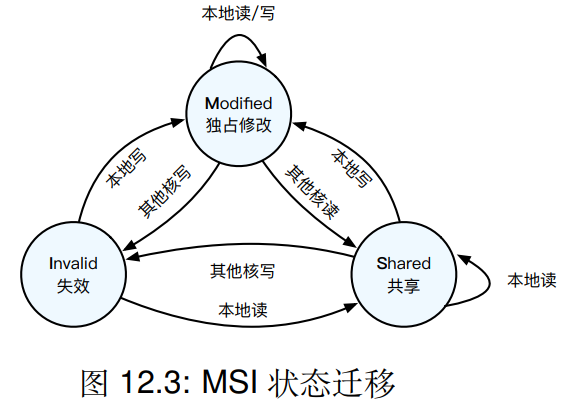 本地读/写
Modified
独占修改
本地写
其他核写
其他核读
本地写
Invalid
失效
其他核写
本地读
Shared
共享
本地读
图 12.3: MSI 状态迁移